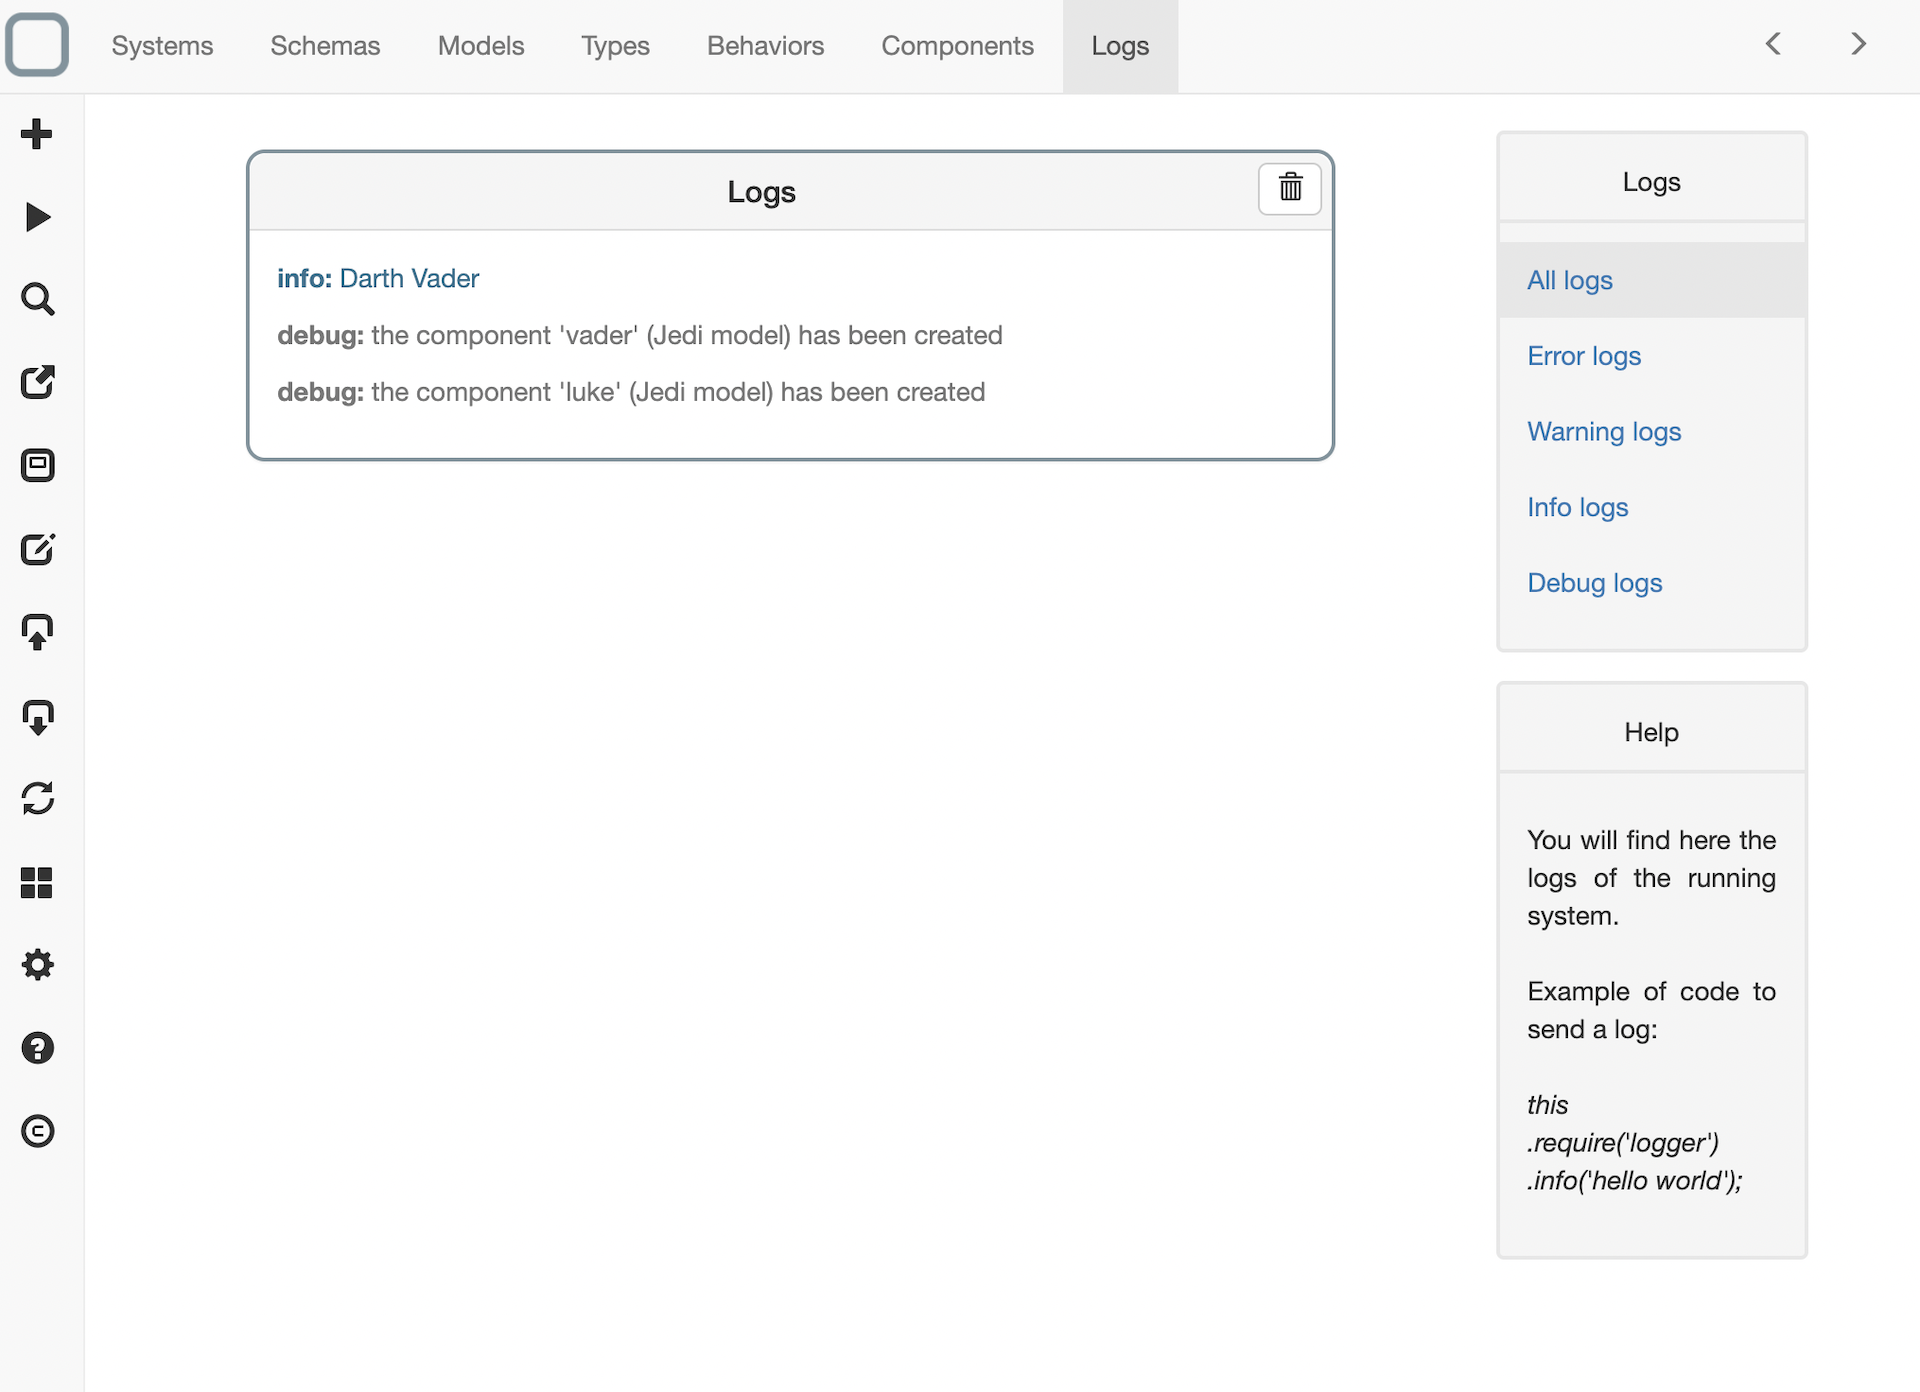 Systems Schemas Models Types Behaviors Components Logs
Logs
info: Darth Vader
debug: the component 'vader' (Jedi model) has been created
debug: the component 'luke' (Jedi model) has been created
Logs
All logs
Error logs
Warning logs
Info logs
Debug logs
Help
You will find here the
logs of the running
system.
Example of code to
send a log:
this
.require('logger')
.info('hello world');